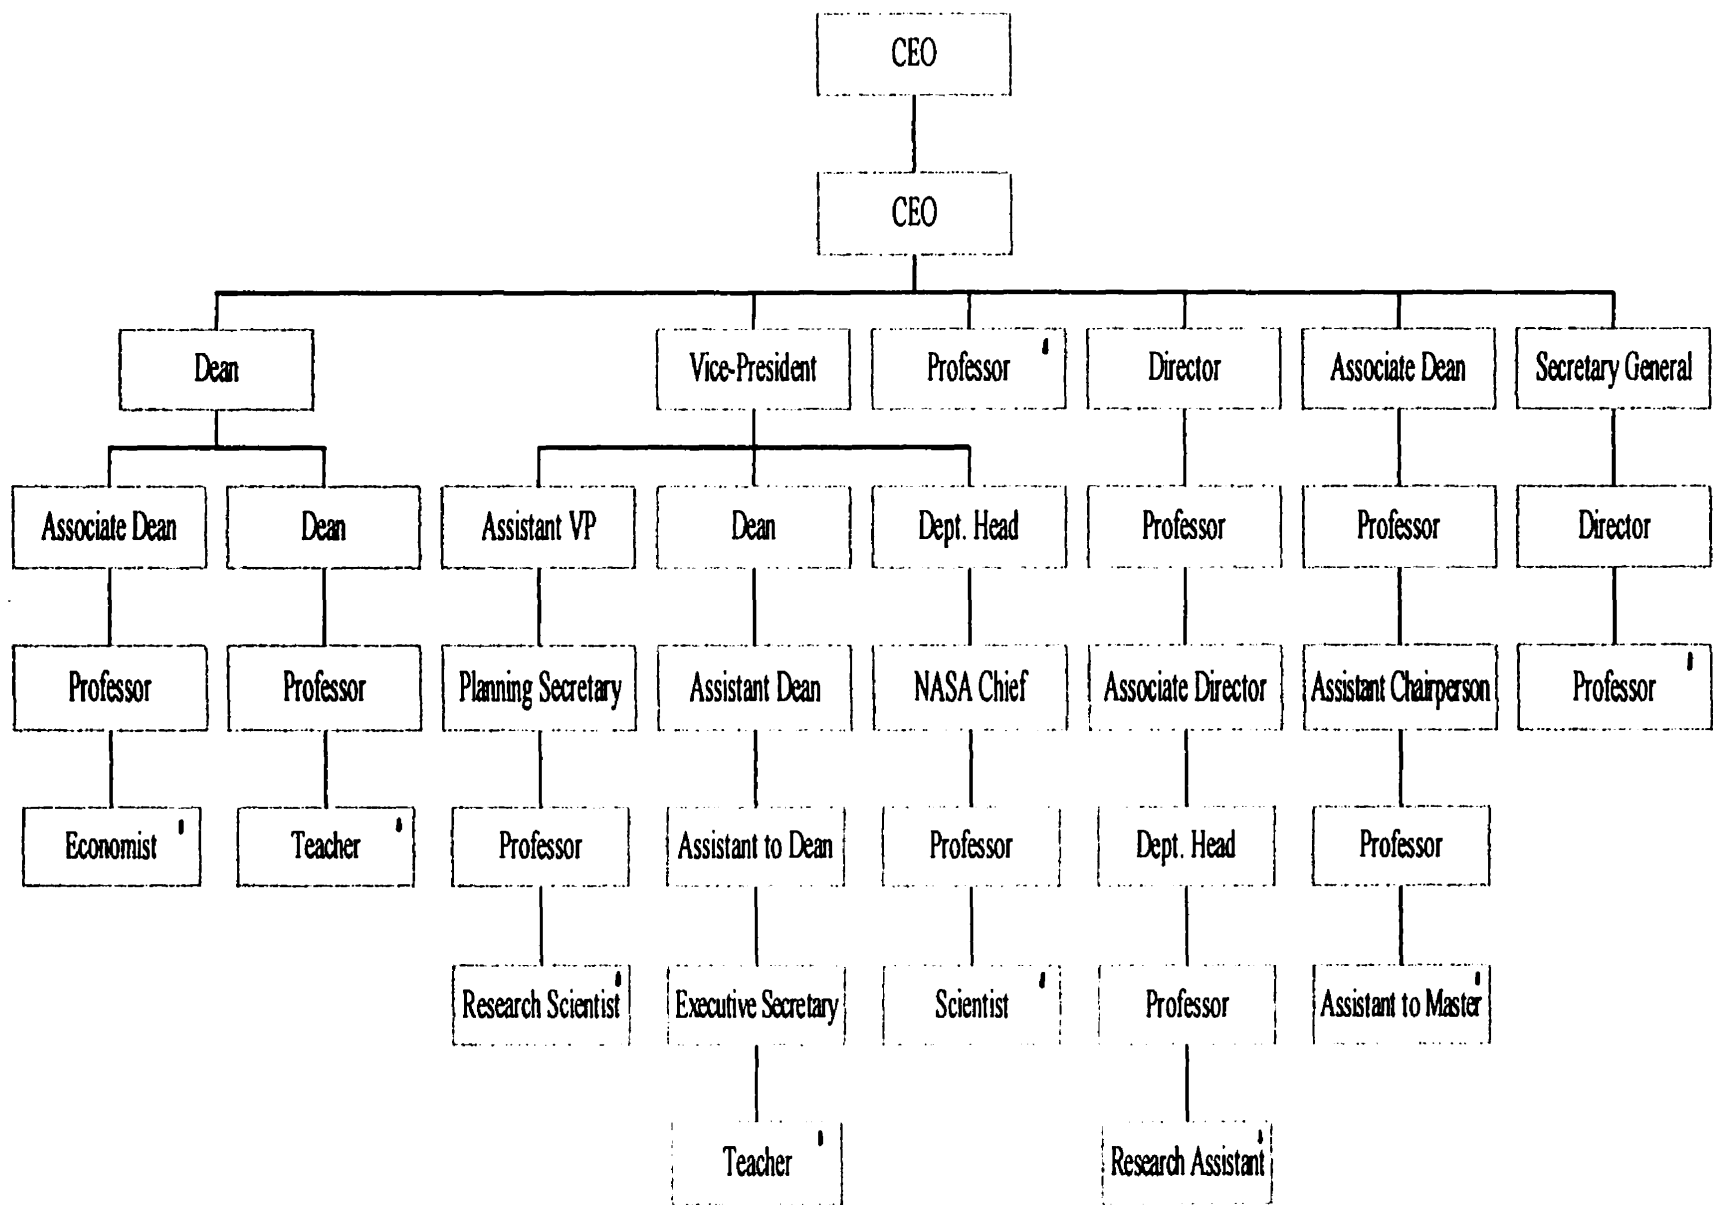 CEO
CEO
Dean
Vice-President
Professor
Director
Associate Dean
Secretary General
Associate Dean
Dean
Assistant VP
Dean
Dept. Head
Professor
Professor
Director
Professor
Professor
Planning Secretary
Assistant Dean
NASA Chief
Associate Director
Assistant Chairperson
Professor
Economist
Teacher
Professor
Assistant to Dean
Professor
Dept. Head
Professor
Research Scientist
Executive Secretary
Scientist
Professor
Assistant to Master
Teacher
Research Assistant